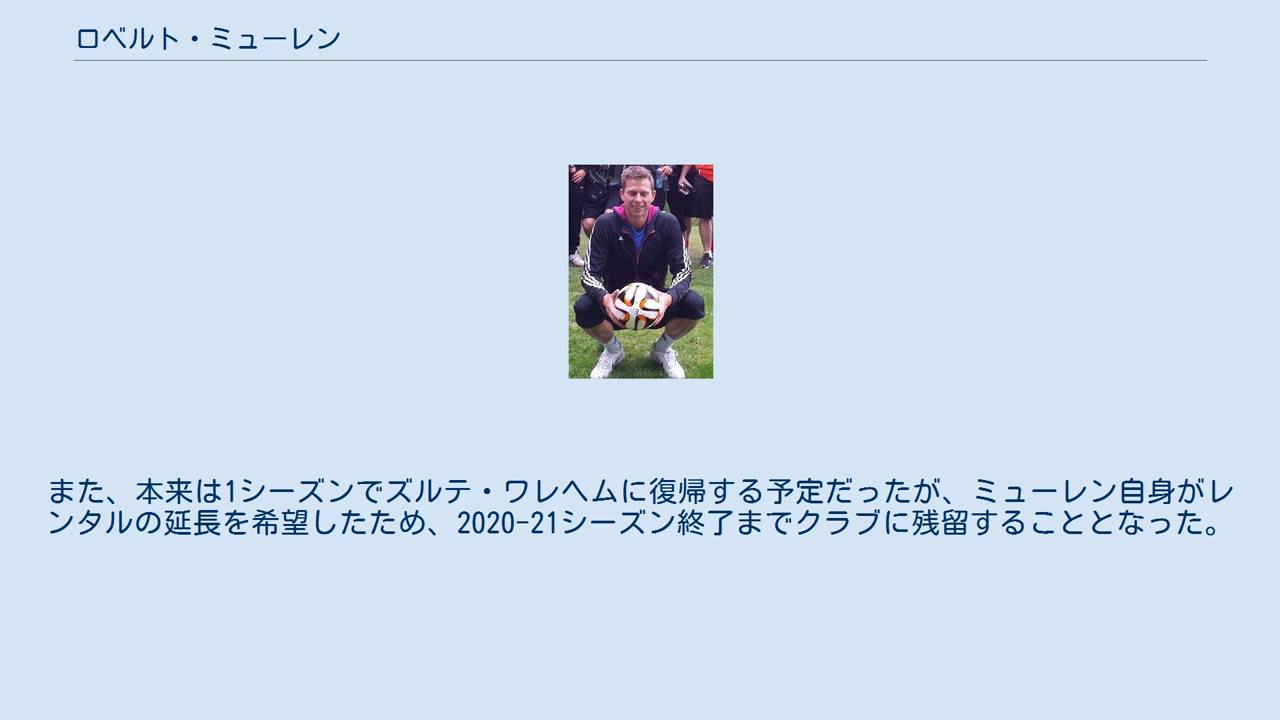 ロベルト・ミューレン
また、本来は1シーズンでズルテ・ワレヘムに復帰する予定だったが、ミューレン自身がレ
ンタルの延長を希望したため、2020-21シーズン終了までクラブに残留することとなった。